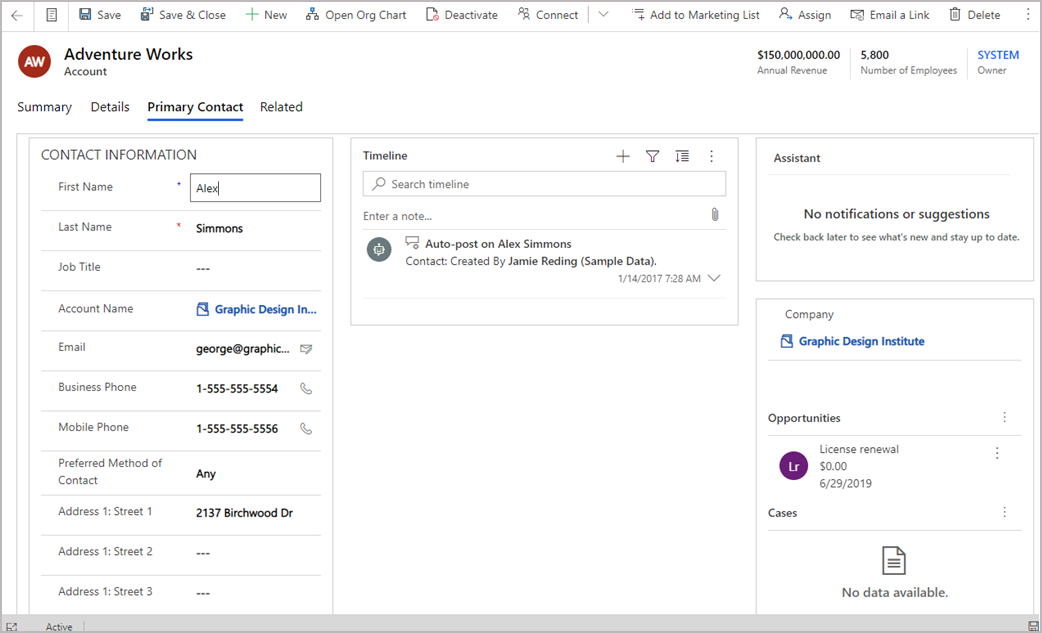 Save
Save & Close
New
Open Org Chart
Deactivate
Connect
Add to Marketing List
Assign
Email a Link
Delete
AW
Adventure Works
Account
$150,000,000.00
Annual Revenue
5,800
Number of Employees
SYSTEM
Owner
Summary
Details
Primary Contact
Related
CONTACT INFORMATION
First Name * Alex
Last Name * Simmons
Job Title ---
Account Name Graphic Design In...
Email george@graphic...
Business Phone 1-555-555-5554
Mobile Phone 1-555-555-5556
Preferred Method of
Contact
Any
Address 1: Street 1 2137 Birchwood Dr
Address 1: Street 2 ---
Address 1: Street 3 ---
Timeline
Search timeline
Enter a note...
Auto-post on Alex Simmons
Contact: Created By Jamie Reding (Sample Data).
1/14/2017 7:28 AM
Assistant
No notifications or suggestions
Check back later to see what's new and stay up to date.
Company
Graphic Design Institute
Opportunities
Lr
License renewal
$0.00
6/29/2019
Cases
No data available.
Active